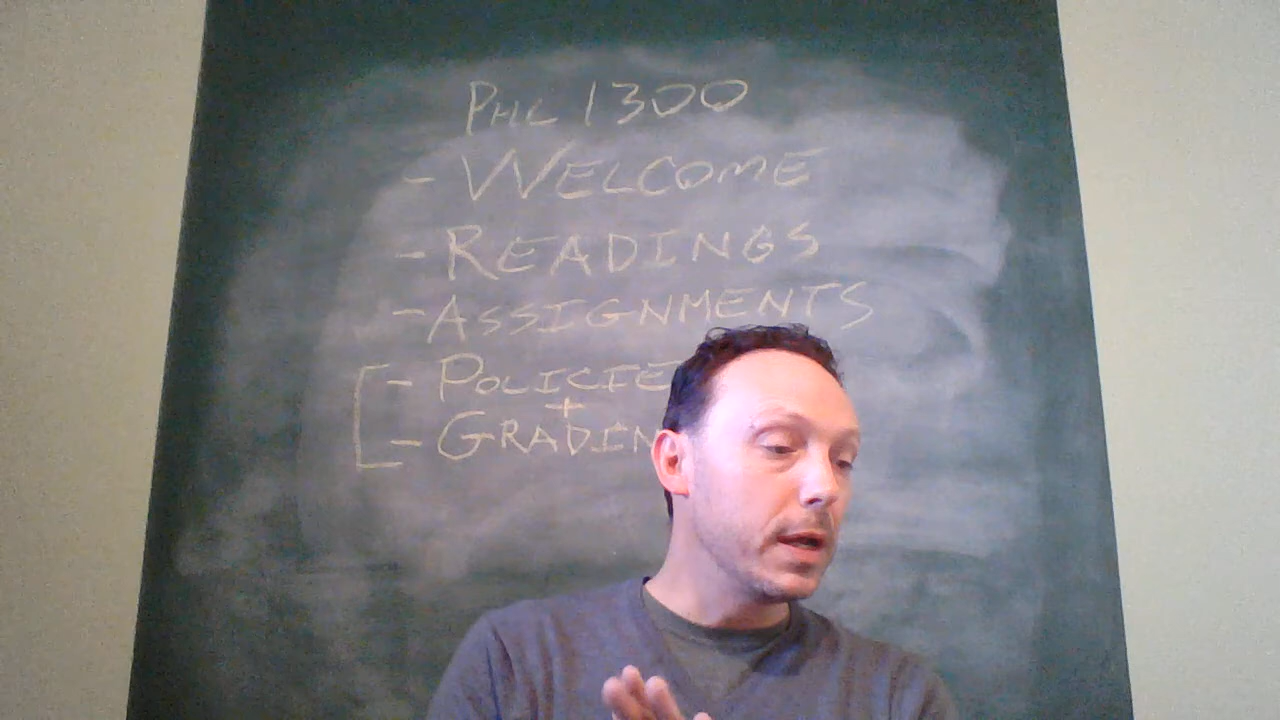 PHL 1300
- WELCOME
- READINGS
- ASSIGNMENTS
[ - POLICIE
+
- GRADIN